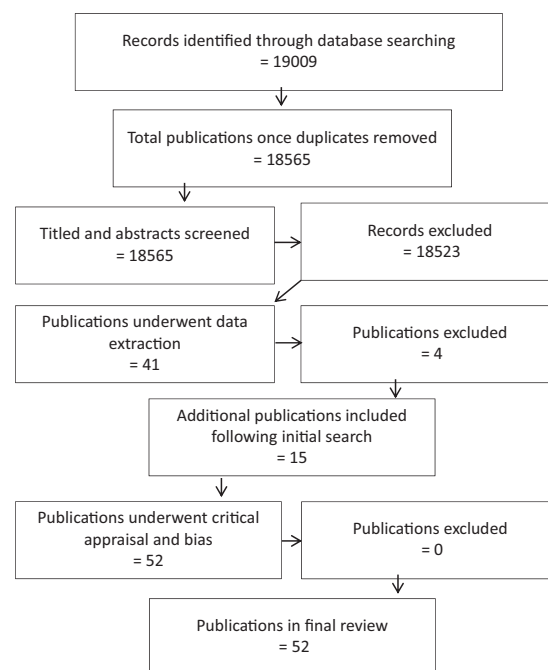 Records identified through database searching
= 19009
Total publications once duplicates removed
= 18565
Titled and abstracts screened
= 18565
Records excluded
= 18523
Publications underwent data
extraction
= 41
Publications excluded
= 4
Additional publications included
following initial search
= 15
Publications underwent critical
appraisal and bias
= 52
Publications excluded
= 0
Publications in final review
= 52